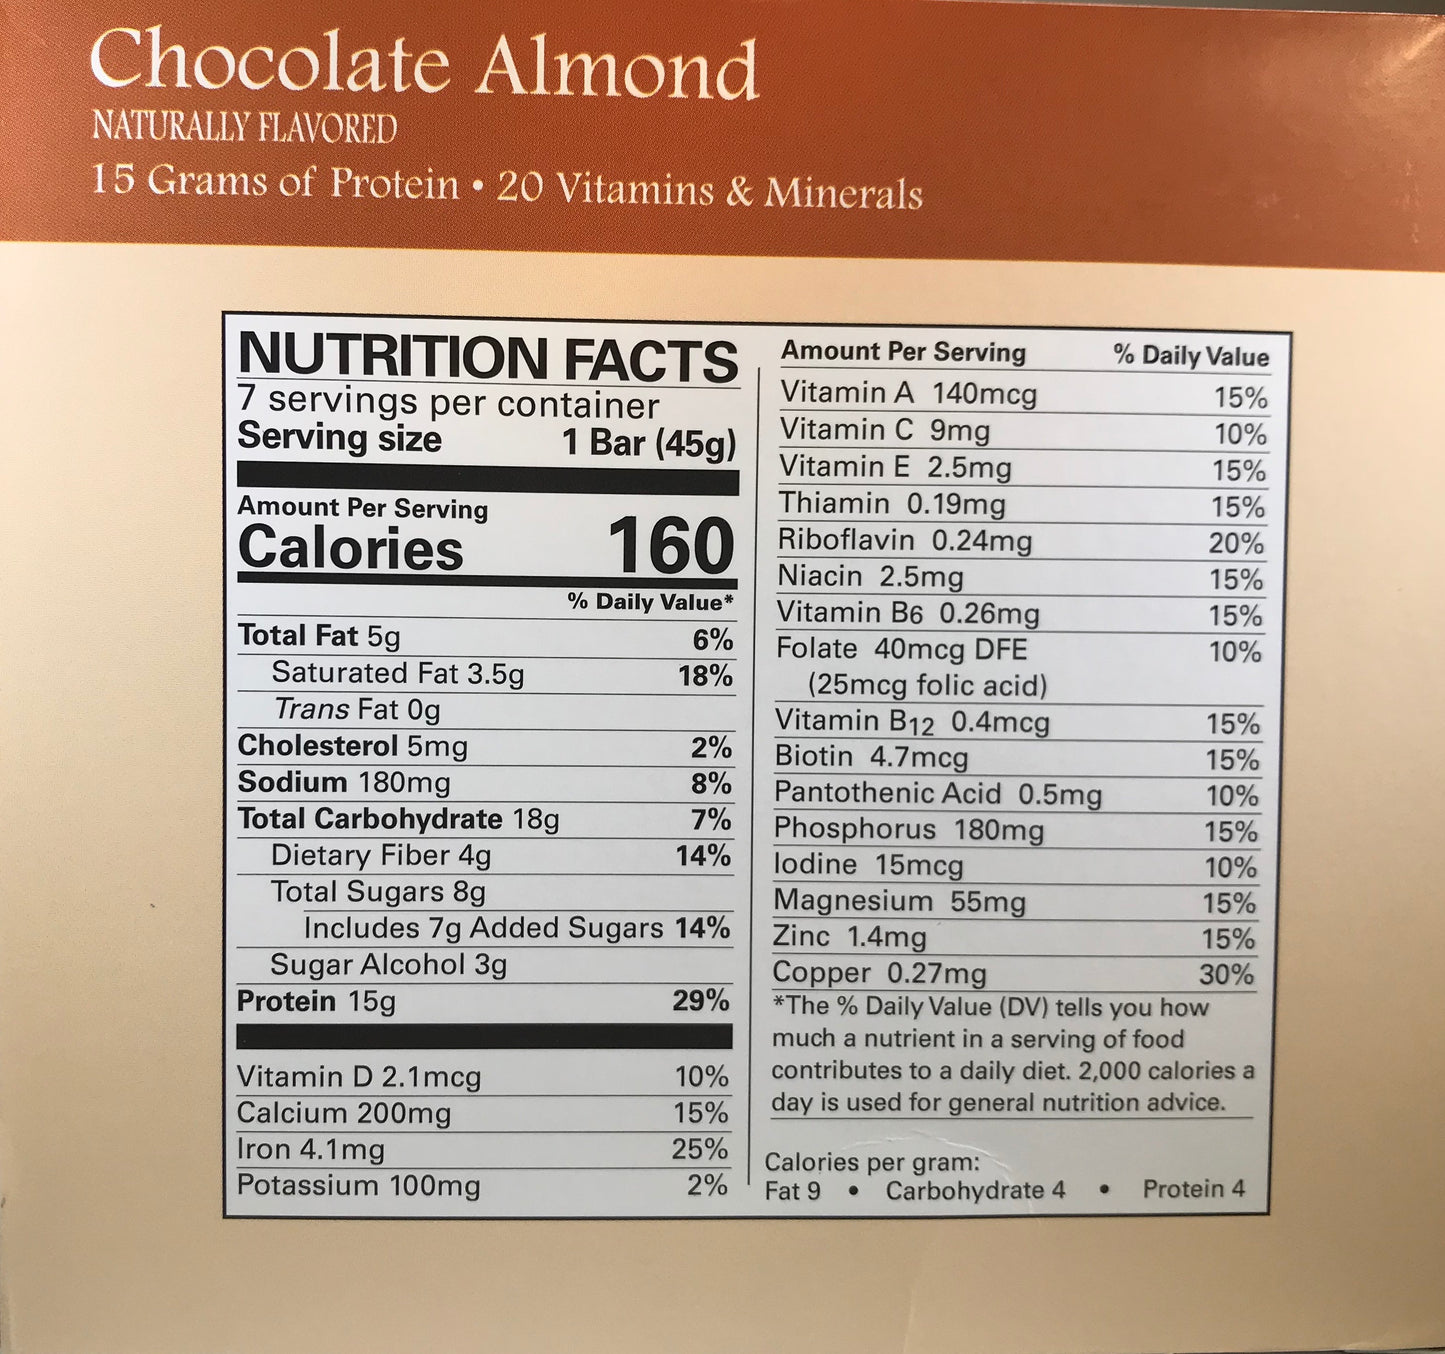 Chocolate Almond
NATURALLY FLAVORED
15 Grams of Protein • 20 Vitamins & Minerals
NUTRITION FACTS
7 servings per container
Serving size 1 Bar (45g)
Amount Per Serving
Calories 160
% Daily Value*
Total Fat 5g 6%
Saturated Fat 3.5g 18%
Trans Fat 0g
Cholesterol 5mg 2%
Sodium 180mg 8%
Total Carbohydrate 18g 7%
Dietary Fiber 4g 14%
Total Sugars 8g
Includes 7g Added Sugars 14%
Sugar Alcohol 3g
Protein 15g 29%
Vitamin D 2.1mcg 10%
Calcium 200mg 15%
Iron 4.1mg 25%
Potassium 100mg 2%
Amount Per Serving % Daily Value
Vitamin A 140mcg 15%
Vitamin C 9mg 10%
Vitamin E 2.5mg 15%
Thiamin 0.19mg 15%
Riboflavin 0.24mg 20%
Niacin 2.5mg 15%
Vitamin B6 0.26mg 15%
Folate 40mcg DFE 10%
(25mcg folic acid)
Vitamin B12 0.4mcg 15%
Biotin 4.7mcg 15%
Pantothenic Acid 0.5mg 10%
Phosphorus 180mg 15%
Iodine 15mcg 10%
Magnesium 55mg 15%
Zinc 1.4mg 15%
Copper 0.27mg 30%
*The % Daily Value (DV) tells you how
much a nutrient in a serving of food
contributes to a daily diet. 2,000 calories a
day is used for general nutrition advice.
Calories per gram:
Fat 9 • Carbohydrate 4 • Protein 4